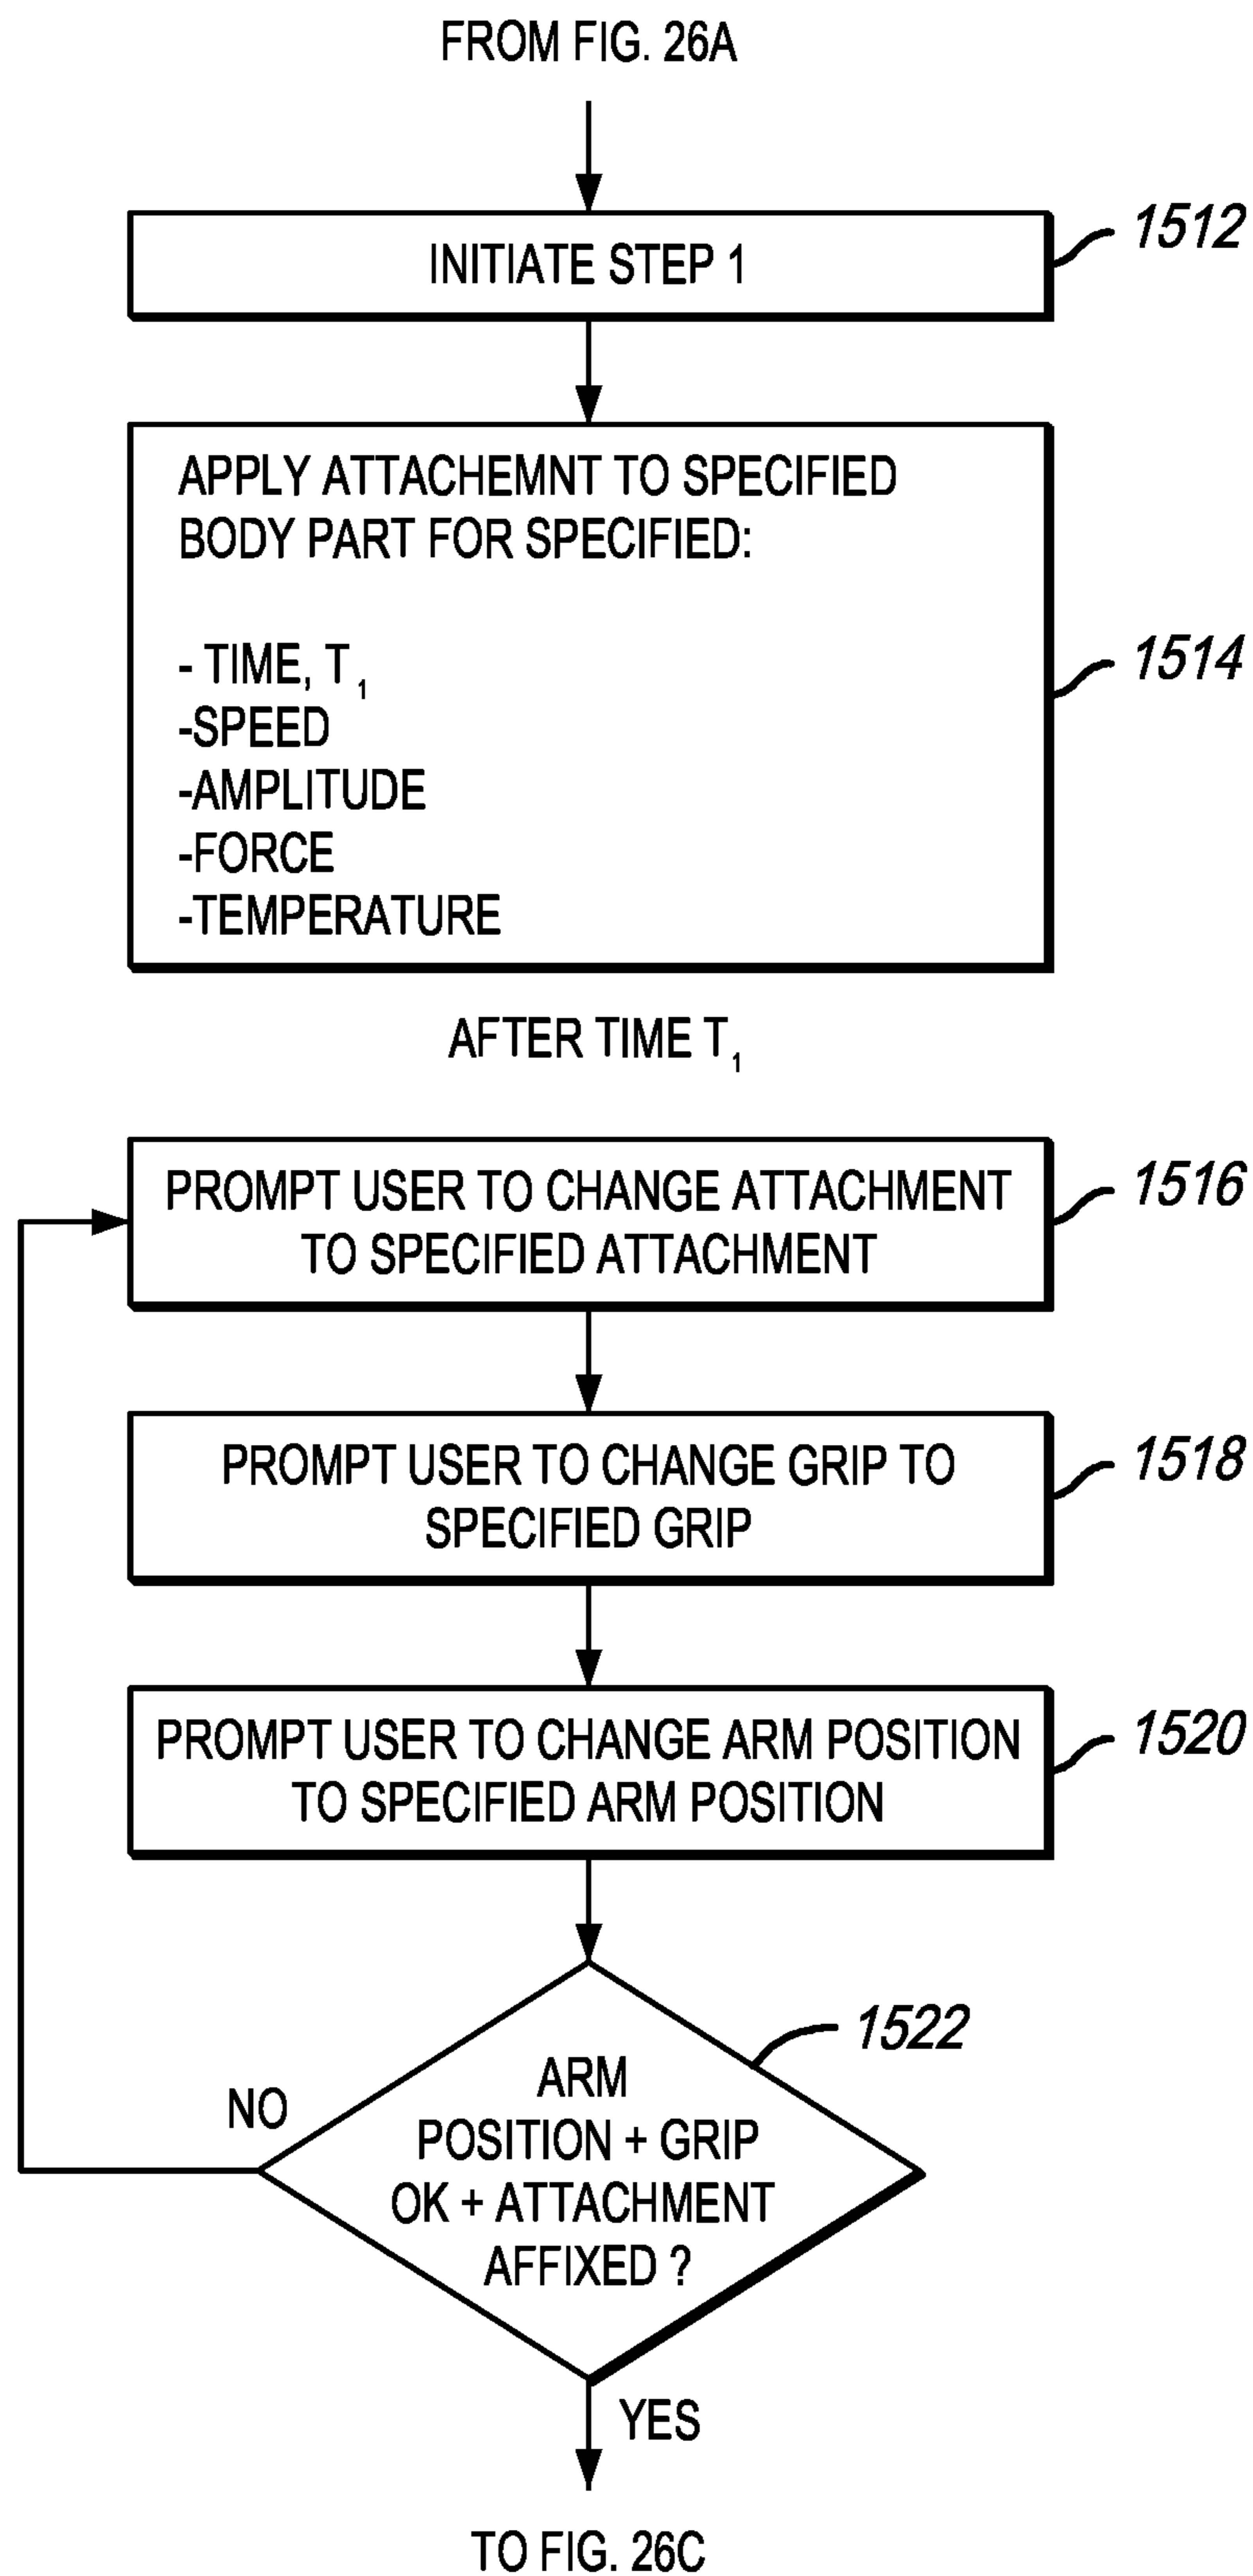 FROM FIG. 26A
INITIATE STEP 1
1512
APPLY ATTACHEMNT TO SPECIFIED
BODY PART FOR SPECIFIED:
- TIME, T₁
-SPEED
-AMPLITUDE
-FORCE
-TEMPERATURE
1514
AFTER TIME T₁
PROMPT USER TO CHANGE ATTACHMENT
TO SPECIFIED ATTACHMENT
1516
PROMPT USER TO CHANGE GRIP TO
SPECIFIED GRIP
1518
PROMPT USER TO CHANGE ARM POSITION
TO SPECIFIED ARM POSITION
1520
1522
NO
ARM
POSITION + GRIP
OK + ATTACHMENT
AFFIXED ?
YES
TO FIG. 26C